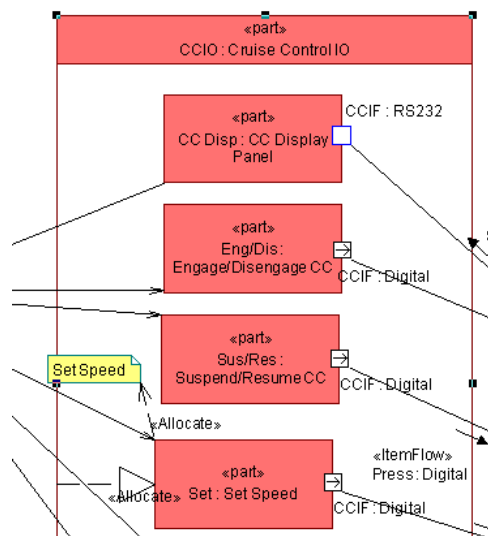 «part»
CCIO : Cruise Control IO
«part»
CC Disp : CC Display
Panel
CCIF : RS232
«part»
Eng/Dis :
Engage/Disengage CC
CCIF : Digital
«part»
Sus/Res :
Suspend/Resume CC
CCIF : Digital
Set Speed
«Allocate»
«ItemFlow»
Press : Digital
«part»
Set : Set Speed
«Allocate»
CCIF : Digital